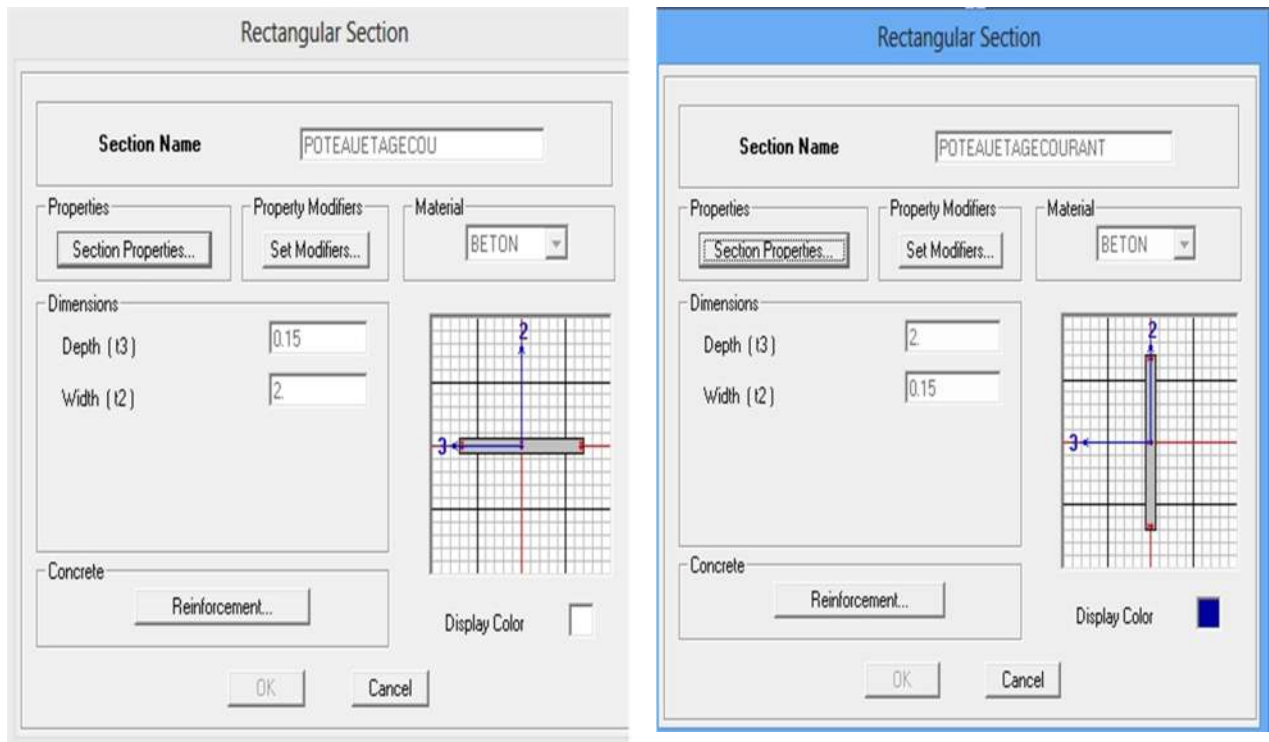 Rectangular Section
Section Name
POTEAUETAGECOU
Properties
Property Modifiers
Material
Section Properties...
Set Modifiers...
BETON
Dimensions
Depth ( t3 )
0.15
Width ( t2 )
2.
2
3
Concrete
Reinforcement...
Display Color
OK
Cancel
Rectangular Section
Section Name
POTEAUETAGECOURANT
Properties
Property Modifiers
Material
Section Properties...
Set Modifiers...
BETON
Dimensions
Depth ( t3 )
2.
Width ( t2 )
0.15
2
3
Concrete
Reinforcement...
Display Color
OK
Cancel